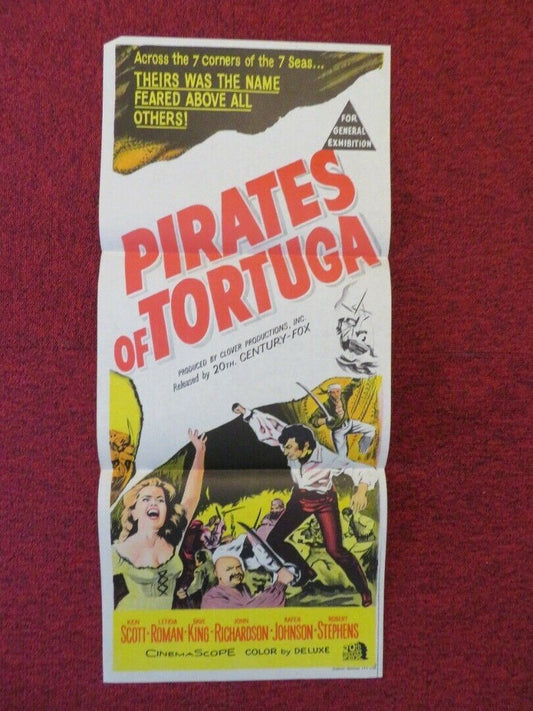 Across the 7 corners of the 7 Seas...
THEIRS WAS THE NAME
FEARED ABOVE ALL
OTHERS!
FOR
GENERAL
EXHIBITION
PIRATES
OF TORTUGA
PRODUCED BY CLOVER PRODUCTIONS, INC.
Released by 20TH. CENTURY-FOX
KEN LETICIA DAVE JOHN RAFER ROBERT
SCOTT-ROMAN-KING-RICHARDSON-JOHNSON-STEPHENS
CINEMASCOPE COLOR by DELUXE